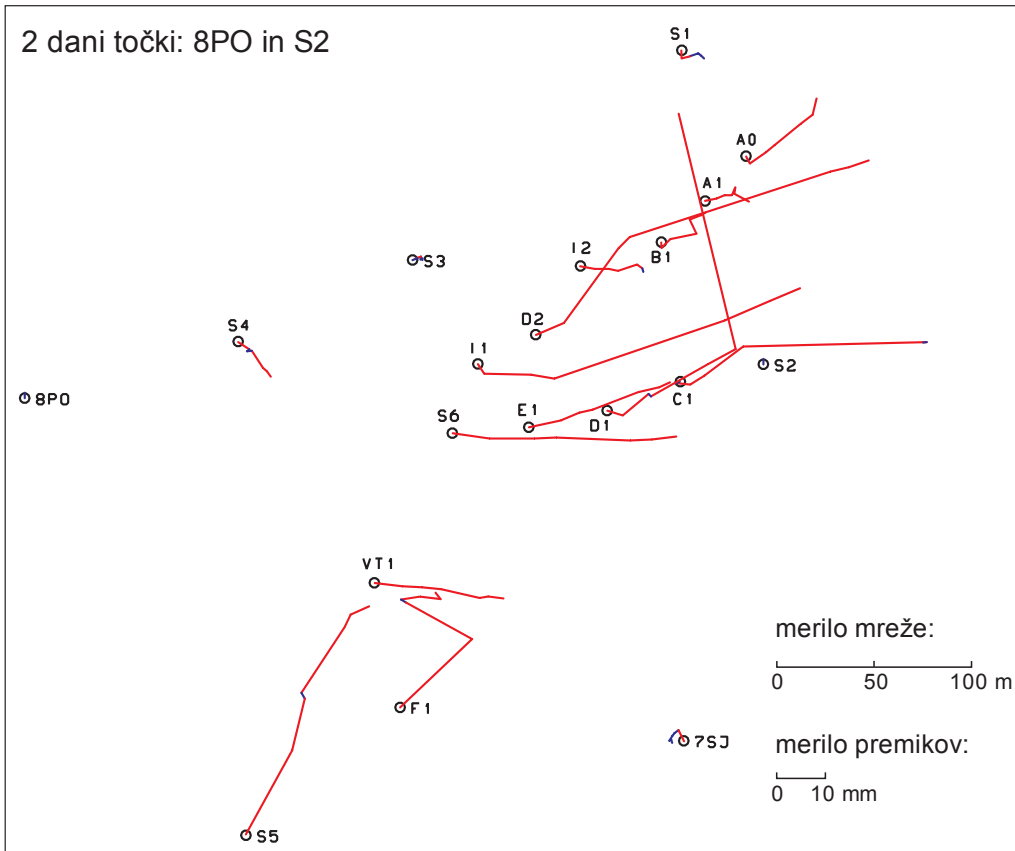 2 dani točki: 8PO in S2
S1
A0
A1
I2
B1
S3
D2
S4
I1
S2
8PO
C1
S6
E1
D1
VT1
merilo mreže:
0 50 100 m
F1
7SJ
merilo premikov:
0 10 mm
S5